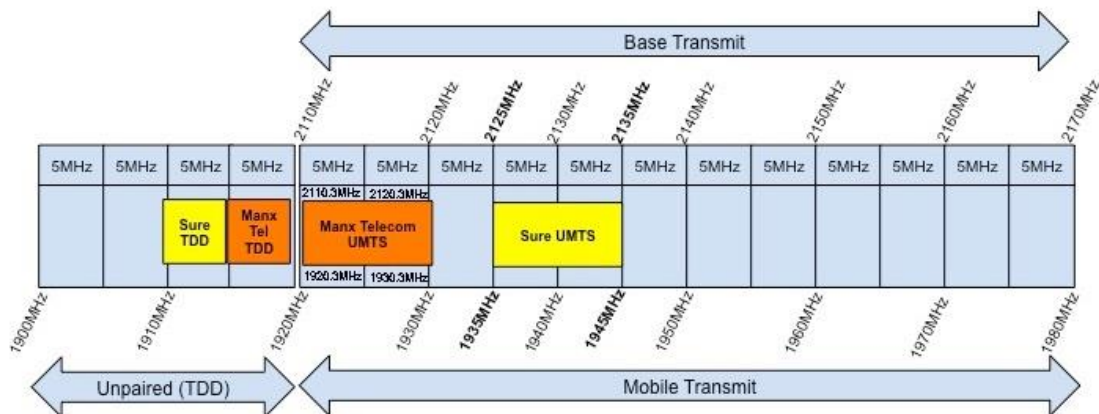 Base Transmit
2110MHz
2120MHz
2125MHz
2130MHz
2135MHz
2140MHz
2150MHz
2160MHz
2170MHz
5MHz 5MHz 5MHz 5MHz 5MHz 5MHz 5MHz 5MHz 5MHz 5MHz 5MHz 5MHz 5MHz 5MHz 5MHz 5MHz
2110.3MHz 2120.3MHz
Sure
TDD
Manx
Tel
TDD
Manx Telecom
UMTS
Sure UMTS
1920.3MHz 1930.3MHz
1900MHz
1910MHz
1920MHz
1930MHz
1935MHz
1940MHz
1945MHz
1950MHz
1960MHz
1970MHz
1980MHz
Unpaired (TDD)
Mobile Transmit